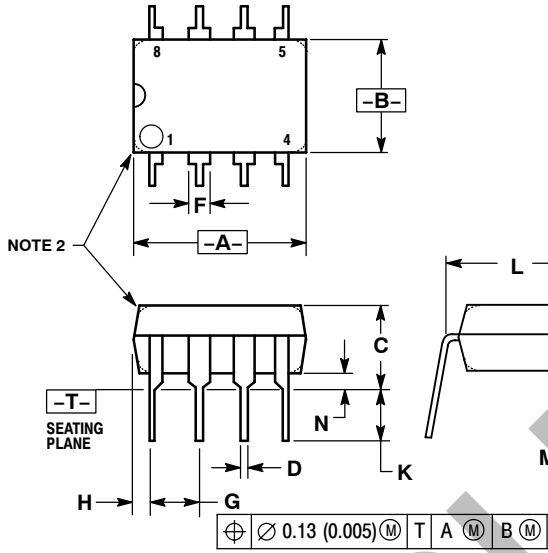 8 5
–B–
1 4
F
NOTE 2
–A–
L
C
–T–
N
SEATING
PLANE
D
K
M
H
G
⌖ ∅ 0.13 (0.005) Ⓜ T A Ⓜ B Ⓜ